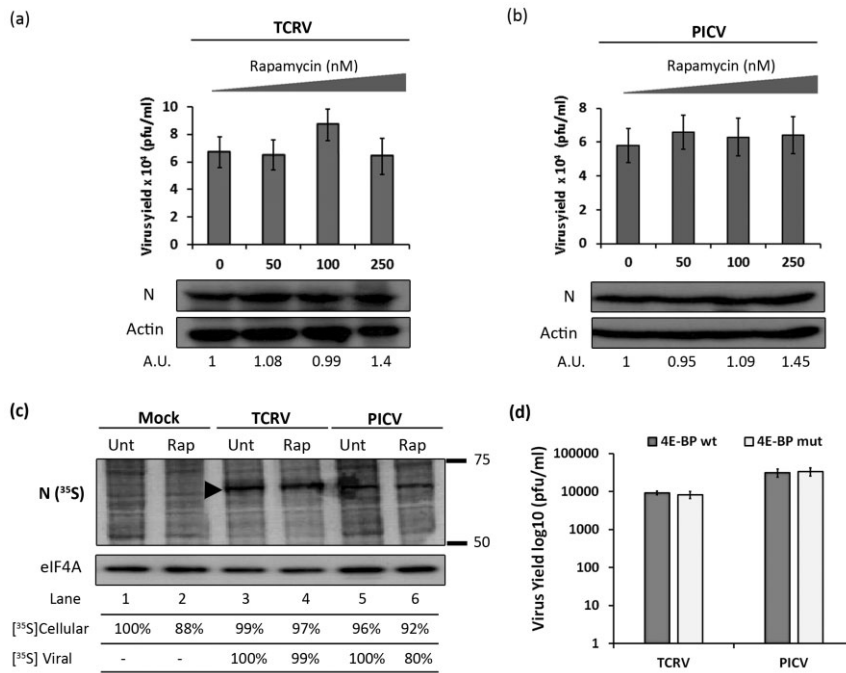 (a)
TCRV
Rapamycin (nM)
Virus yield x 10⁴ (pfu/ml)
10
8
6
4
2
0
0 50 100 250
N
Actin
A.U. 1 1.08 0.99 1.4
(b)
PICV
Rapamycin (nM)
Virus yield x 10⁴ (pfu/ml)
8
6
4
2
0
0 50 100 250
N
Actin
A.U. 1 0.95 1.09 1.45
(c)
Mock TCRV PICV
Unt Rap Unt Rap Unt Rap
75
N (³⁵S)
50
eIF4A
Lane 1 2 3 4 5 6
[³⁵S]Cellular 100% 88% 99% 97% 96% 92%
[³⁵S] Viral - - 100% 99% 100% 80%
(d)
4E-BP wt 4E-BP mut
Virus Yield log10 (pfu/ml)
100000
10000
1000
100
10
1
TCRV PICV